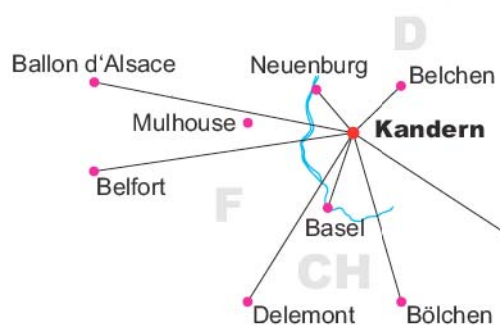 D
Ballon d'Alsace
Neuenburg
Belchen
Mulhouse
Kandern
Belfort
F
Basel
CH
Delemont
Bölchen